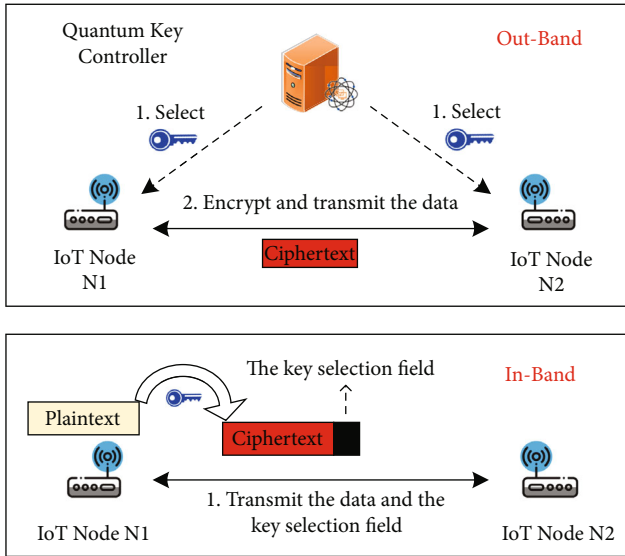 Quantum Key
Controller
Out-Band
1. Select
1. Select
2. Encrypt and transmit the data
Ciphertext
IoT Node
N1
IoT Node
N2
The key selection field
In-Band
Plaintext
Ciphertext
1. Transmit the data and the
key selection field
IoT Node N1
IoT Node N2